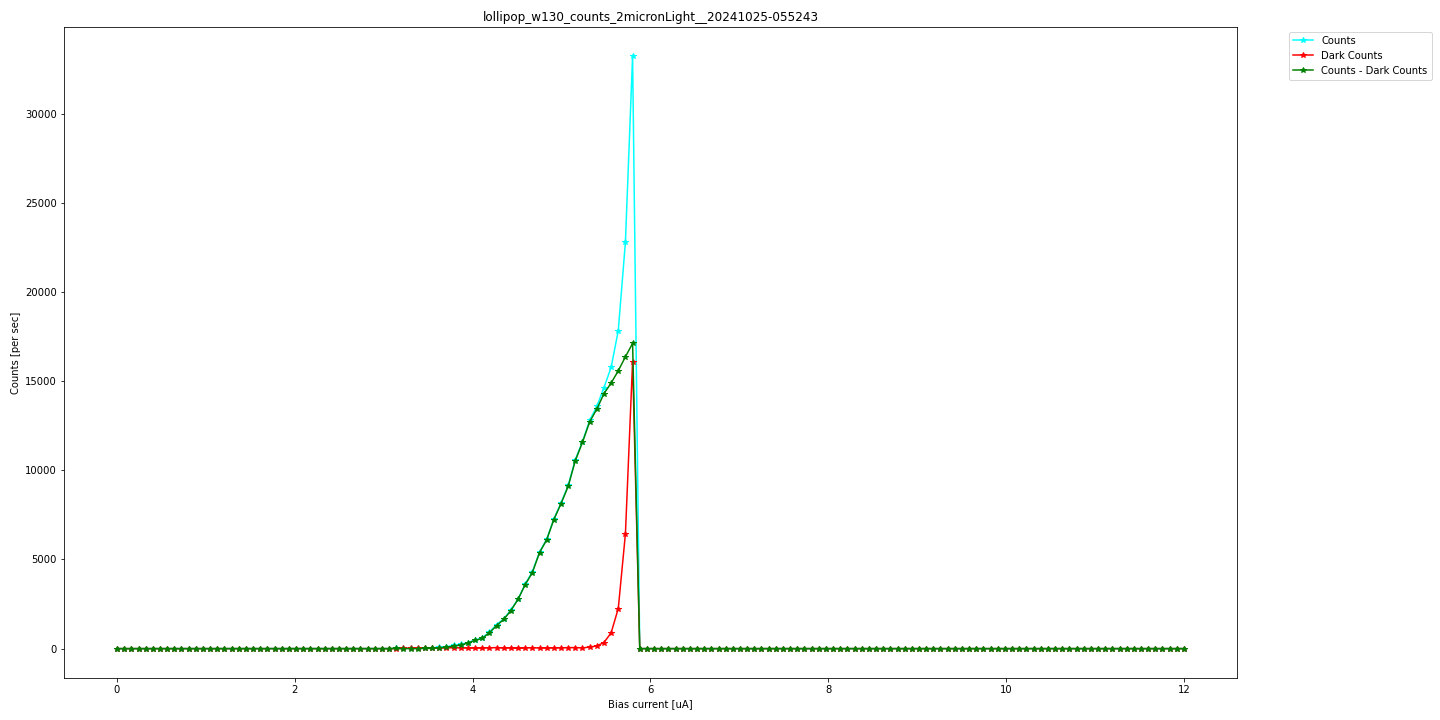 lollipop_w130_counts_2micronLight__20241025-055243
Counts
Dark Counts
Counts - Dark Counts
Counts [per sec]
30000
25000
20000
15000
10000
5000
0
0 2 4 6 8 10 12
Bias current [uA]